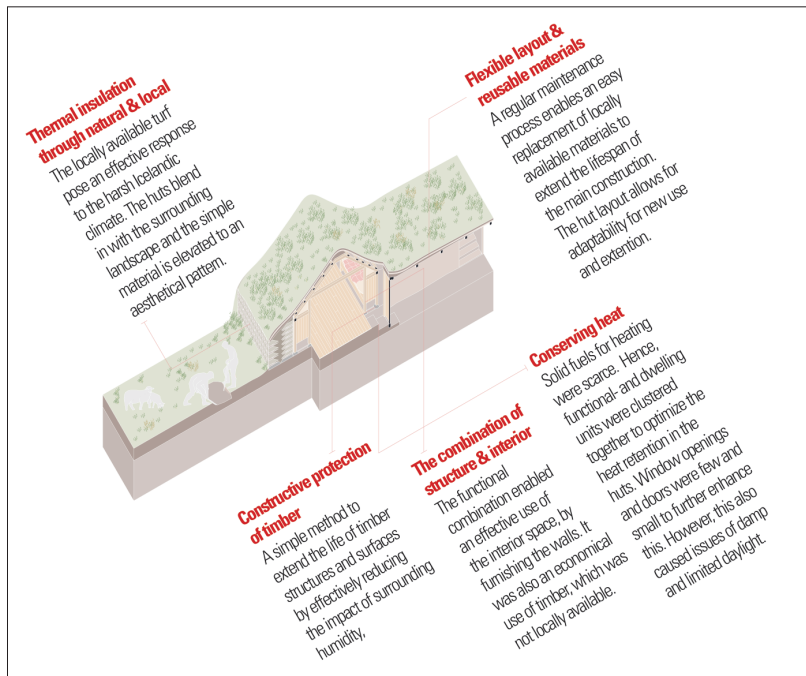 Thermal insulation
through natural & local
The locally available turf
pose an effective response
to the harsh Icelandic
climate. The huts blend
in with the surrounding
landscape and the simple
material is elevated to an
aesthetical pattern.
Flexible layout &
reusable materials
A regular maintenance
process enables an easy
replacement of locally
available materials to
extend the lifespan of
the main construction.
The hut layout allows for
adaptability for new use
and extention.
Constructive protection
of timber
A simple method to
extend the life of timber
structures and surfaces
by effectively reducing
the impact of surrounding
humidity,
The combination of
structure & interior
The functional
combination enabled
an effective use of
the interior space, by
furnishing the walls. It
was also an economical
use of timber, which was
not locally available.
Conserving heat
Solid fuels for heating
were scarce. Hence,
functional- and dwelling
units were clustered
together to optimize the
heat retention in the
huts. Window openings
and doors were few and
small to further enhance
this. However, this also
caused issues of damp
and limited daylight.